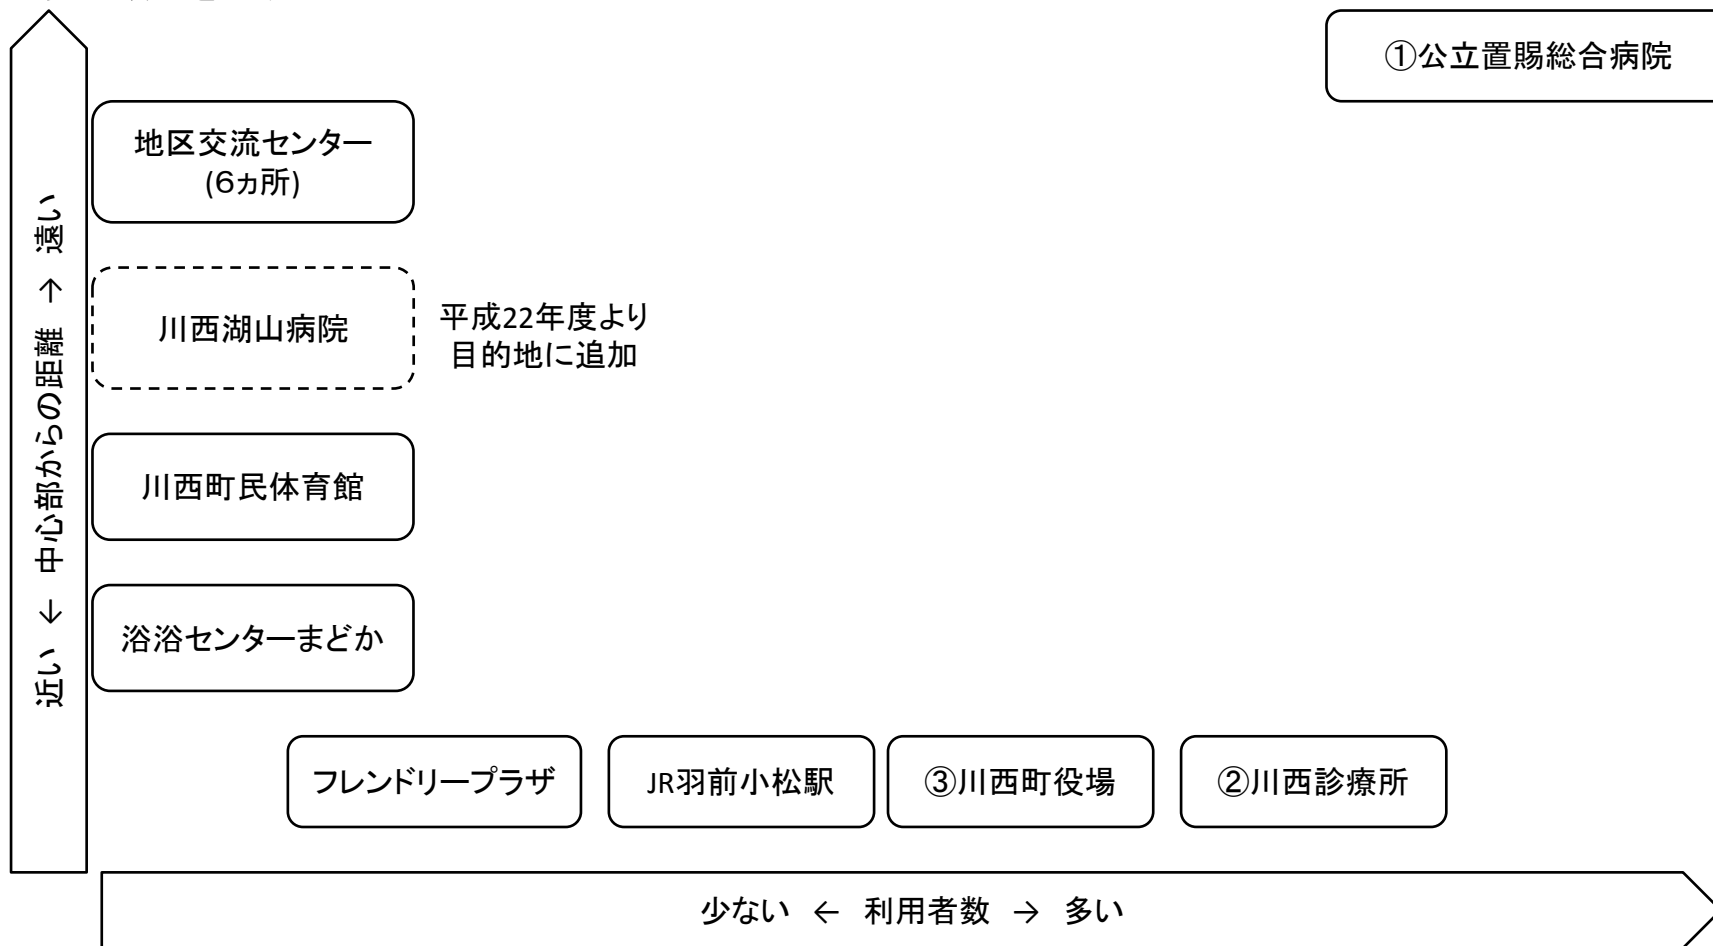 ①公立置賜総合病院
地区交流センター
(6ヵ所)
川西湖山病院
平成22年度より
目的地に追加
川西町民体育館
浴浴センターまどか
フレンドリープラザ
JR羽前小松駅
③川西町役場
②川西診療所
近い ← 中心部からの距離 → 遠い
少ない ← 利用者数 → 多い